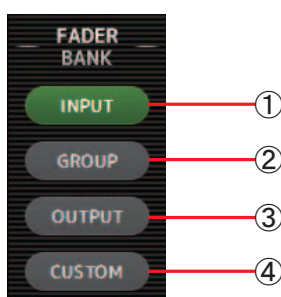 FADER
BANK
INPUT ①
GROUP ②
OUTPUT ③
CUSTOM ④